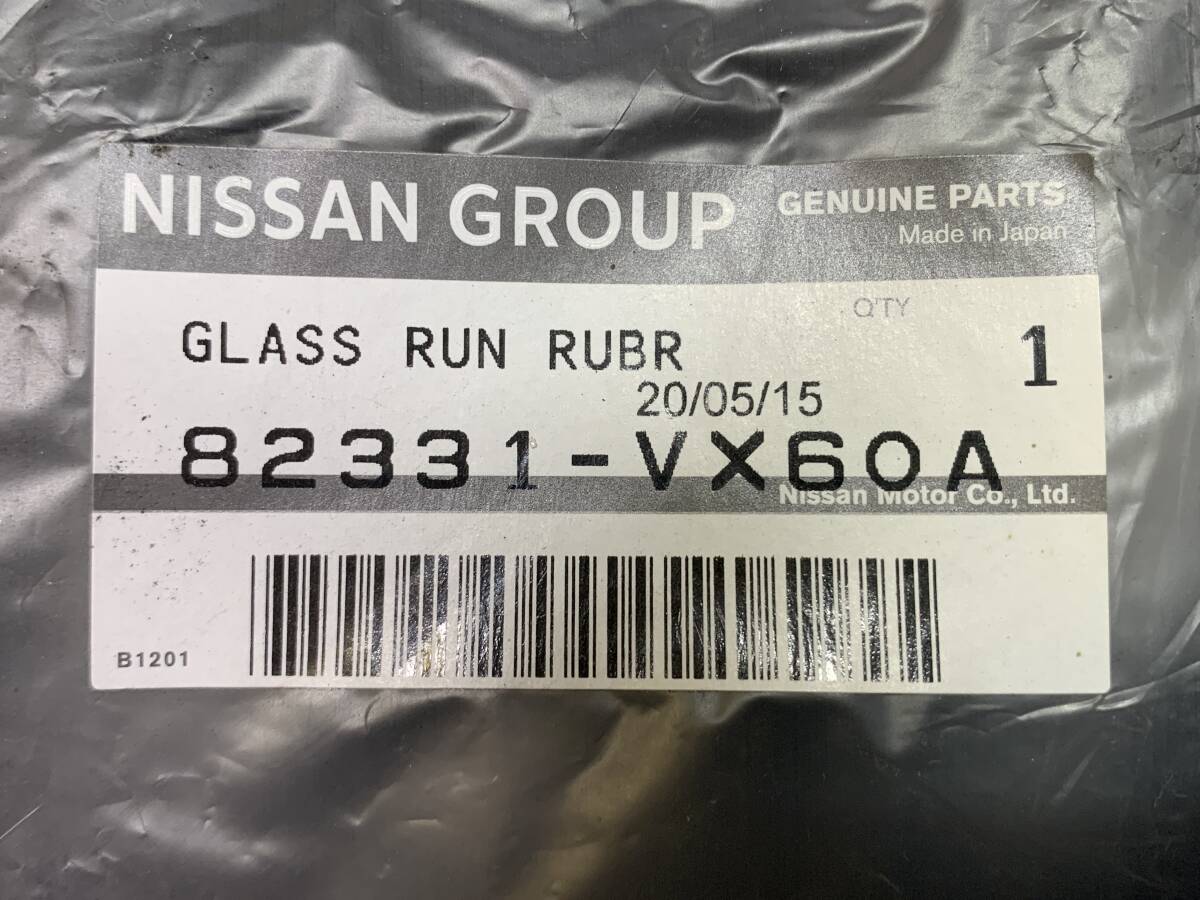 NISSAN GROUP
GENUINE PARTS
Made in Japan
Q'TY
GLASS RUN RUBR
1
20/05/15
82331-VX60A
Nissan Motor Co., Ltd.
B1201